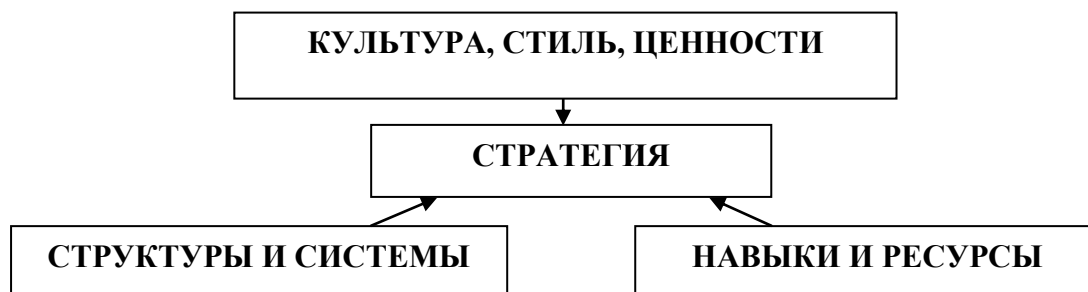 КУЛЬТУРА, СТИЛЬ, ЦЕННОСТИ
СТРАТЕГИЯ
СТРУКТУРЫ И СИСТЕМЫ
НАВЫКИ И РЕСУРСЫ